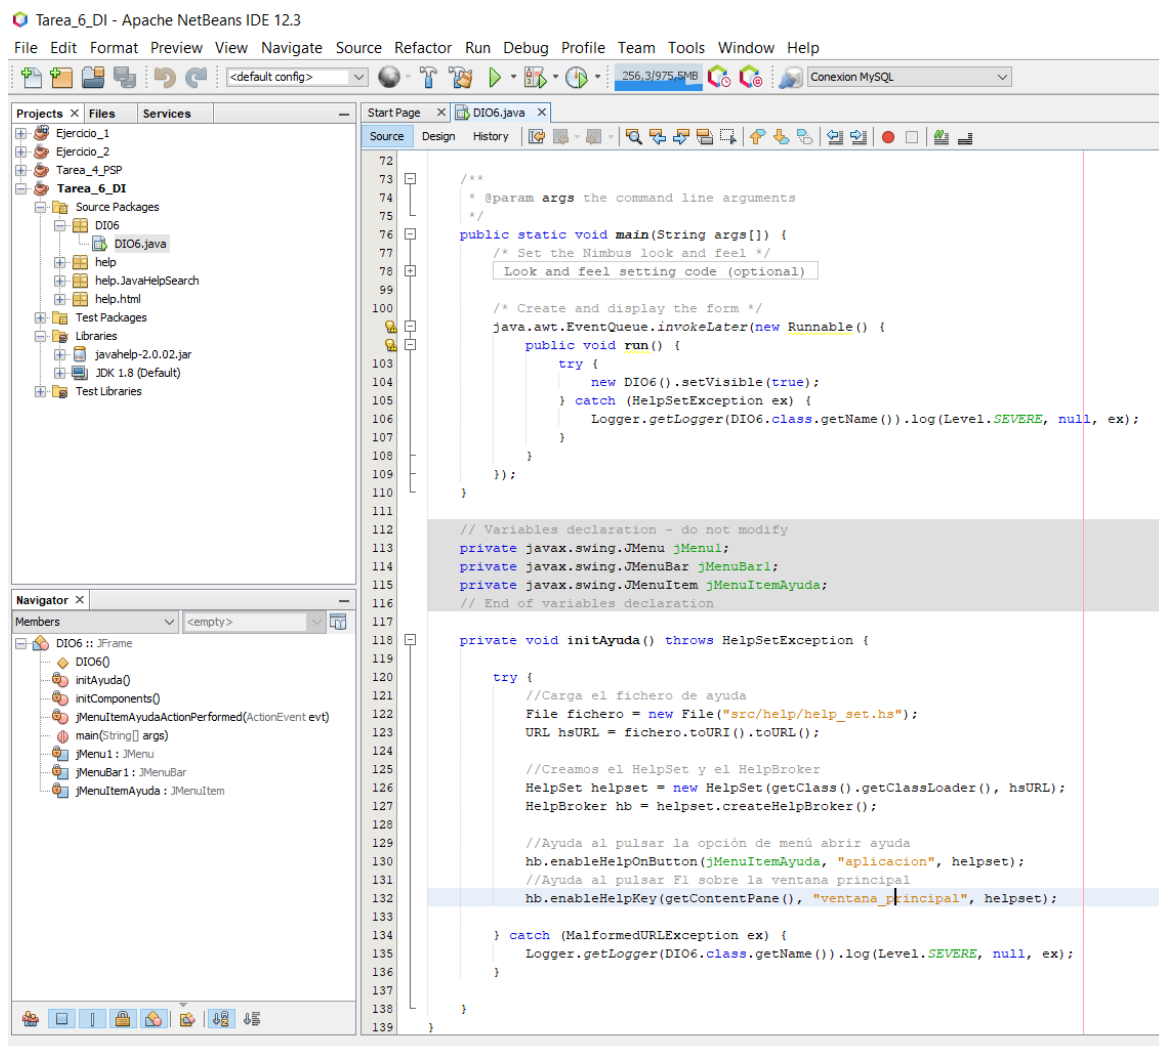 Tarea_6_DI - Apache NetBeans IDE 12.3
File Edit Format Preview View Navigate Source Refactor Run Debug Profile Team Tools Window Help
<default config> 256,3/975,5MB Conexion MySQL
Projects Files Services
Ejercicio_1
Ejercicio_2
Tarea_4_PSP
Tarea_6_DI
Source Packages
DI06
DIO6.java
help
help.JavaHelpSearch
help.html
Test Packages
Libraries
javahelp-2.0.02.jar
JDK 1.8 (Default)
Test Libraries
Navigator
Members <empty>
DIO6 :: JFrame
DIO6()
initAyuda()
initComponents()
jMenuItemAyudaActionPerformed(ActionEvent evt)
main(String[] args)
jMenu1 : JMenu
jMenuBar1 : JMenuBar
jMenuItemAyuda : JMenuItem
Start Page DIO6.java
Source Design History
72
73 /**
74 * @param args the command line arguments
75 */
76 public static void main(String args[]) {
77 /* Set the Nimbus look and feel */
78 Look and feel setting code (optional)
99
100 /* Create and display the form */
java.awt.EventQueue.invokeLater(new Runnable() {
public void run() {
103 try {
104 new DIO6().setVisible(true);
105 } catch (HelpSetException ex) {
106 Logger.getLogger(DIO6.class.getName()).log(Level.SEVERE, null, ex);
107 }
108 }
109 });
110 }
111
112 // Variables declaration - do not modify
113 private javax.swing.JMenu jMenu1;
114 private javax.swing.JMenuBar jMenuBar1;
115 private javax.swing.JMenuItem jMenuItemAyuda;
116 // End of variables declaration
117
118 private void initAyuda() throws HelpSetException {
119
120 try {
121 //Carga el fichero de ayuda
122 File fichero = new File("src/help/help_set.hs");
123 URL hsURL = fichero.toURI().toURL();
124
125 //Creamos el HelpSet y el HelpBroker
126 HelpSet helpset = new HelpSet(getClass().getClassLoader(), hsURL);
127 HelpBroker hb = helpset.createHelpBroker();
128
129 //Ayuda al pulsar la opción de menú abrir ayuda
130 hb.enableHelpOnButton(jMenuItemAyuda, "aplicacion", helpset);
131 //Ayuda al pulsar F1 sobre la ventana principal
132 hb.enableHelpKey(getContentPane(), "ventana_principal", helpset);
133
134 } catch (MalformedURLException ex) {
135 Logger.getLogger(DIO6.class.getName()).log(Level.SEVERE, null, ex);
136 }
137
138 }
139 }